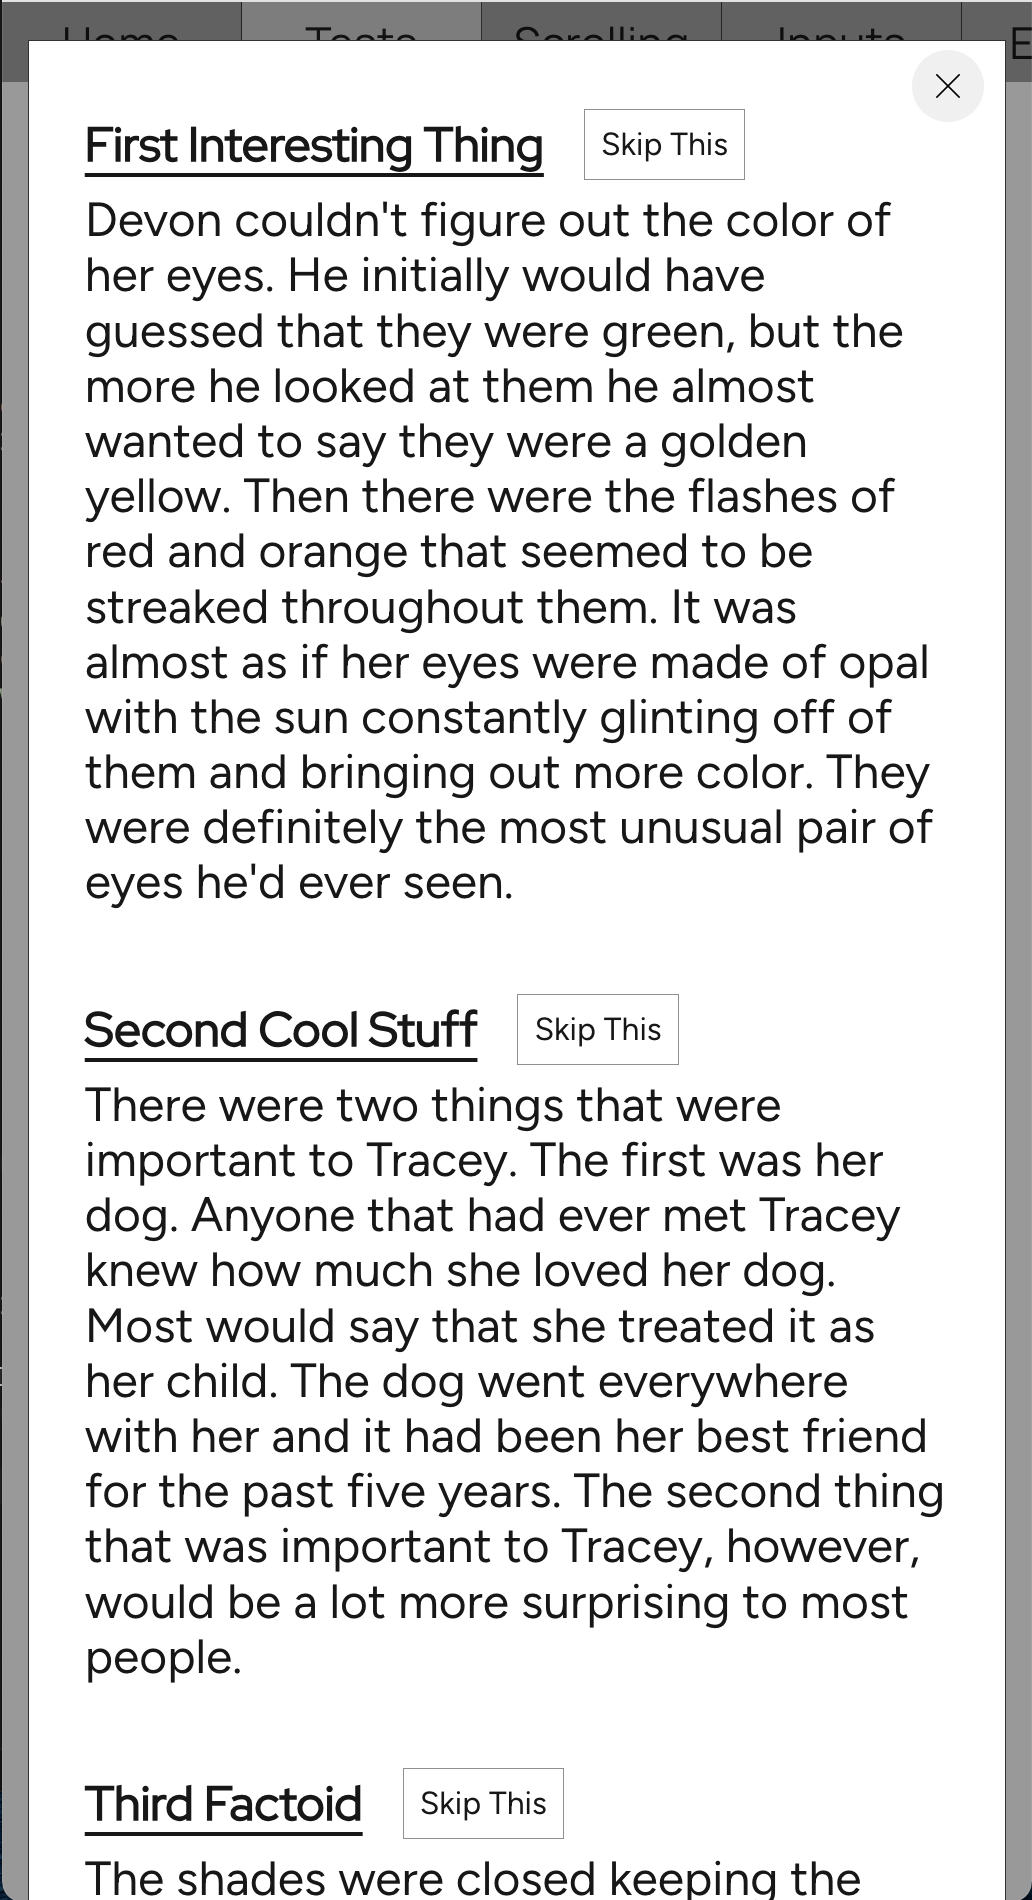 Home Tests Scrolling Inputs E
First Interesting Thing Skip This
Devon couldn't figure out the color of
her eyes. He initially would have
guessed that they were green, but the
more he looked at them he almost
wanted to say they were a golden
yellow. Then there were the flashes of
red and orange that seemed to be
streaked throughout them. It was
almost as if her eyes were made of opal
with the sun constantly glinting off of
them and bringing out more color. They
were definitely the most unusual pair of
eyes he'd ever seen.
Second Cool Stuff Skip This
There were two things that were
important to Tracey. The first was her
dog. Anyone that had ever met Tracey
knew how much she loved her dog.
Most would say that she treated it as
her child. The dog went everywhere
with her and it had been her best friend
for the past five years. The second thing
that was important to Tracey, however,
would be a lot more surprising to most
people.
Third Factoid Skip This
The shades were closed keeping the